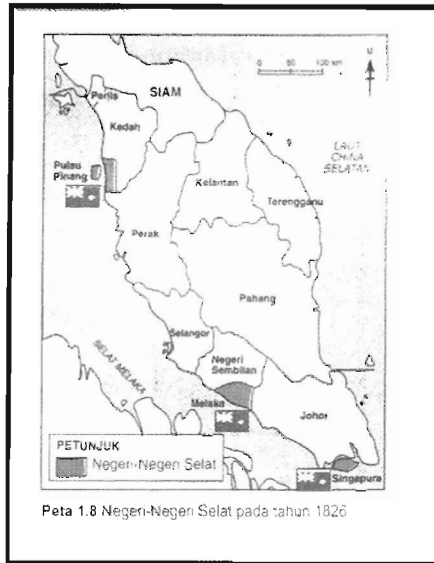 0 50 100 km
U
SIAM
Perlis
Kedah
LAUT
CHINA
SELATAN
Pulau
Pinang
Kelantan
Terengganu
Perak
Pahang
Selangor
SELAT MELAKA
Negeri
Sembilan
Melaka
Johor
PETUNJUK
Negeri-Negeri Selat
Singapura
Peta 1.8 Negeri-Negeri Selat pada tahun 1826